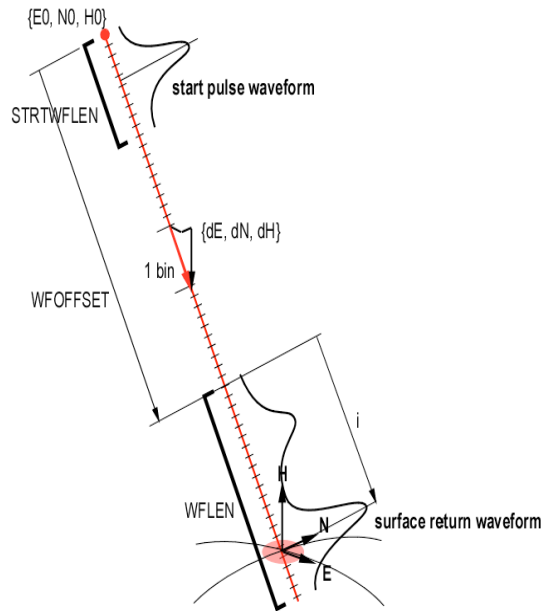 {E0, N0, H0}
start pulse waveform
STRTWFLEN
{dE, dN, dH}
1 bin
WFOFFSET
i
H
WFLEN
N
surface return waveform
E